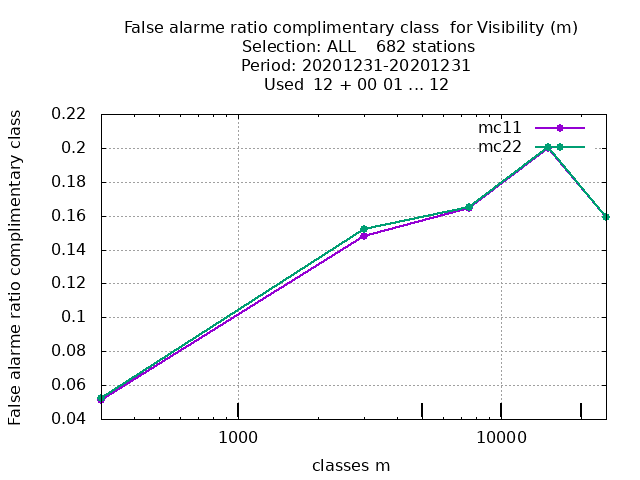 False alarme ratio complimentary class  for Visibility (m)
Selection: ALL    682 stations
Period: 20201231-20201231
Used  12 + 00 01 ... 12
False alarme ratio complimentary class
0.22
0.2
0.18
0.16
0.14
0.12
0.1
0.08
0.06
0.04
mc11
mc22
1000
10000
classes m